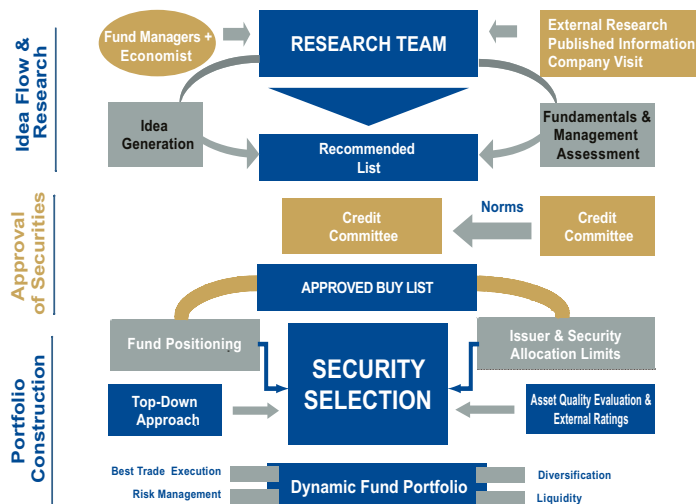 Idea Flow &
Research
Fund Managers +
Economist
RESEARCH TEAM
External Research
Published Information
Company Visit
Idea
Generation
Recommended
List
Fundamentals &
Management
Assessment
Approval
of Securities
Credit
Committee
Norms
Credit
Committee
APPROVED BUY LIST
Portfolio
Construction
Fund Positioning
SECURITY
SELECTION
Issuer & Security
Allocation Limits
Top-Down
Approach
Asset Quality Evaluation &
External Ratings
Best Trade Execution
Risk Management
Dynamic Fund Portfolio
Diversification
Liquidity